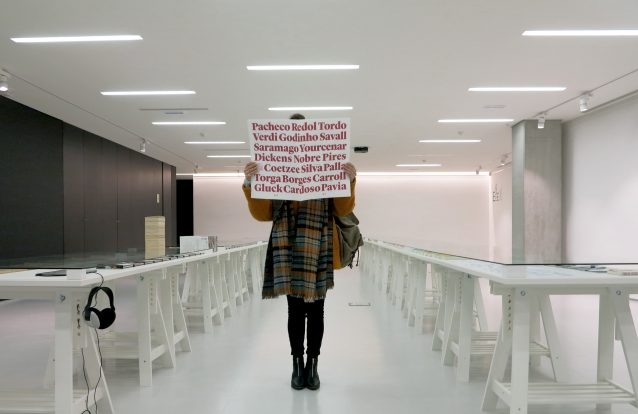 Pacheco Redol Tordo
Verdi Godinho Savall
Saramago Yourcenar
Dickens Nobre Pires
Coetzee Silva Palla
Torga Borges Carroll
Gluck Cardoso Pavia